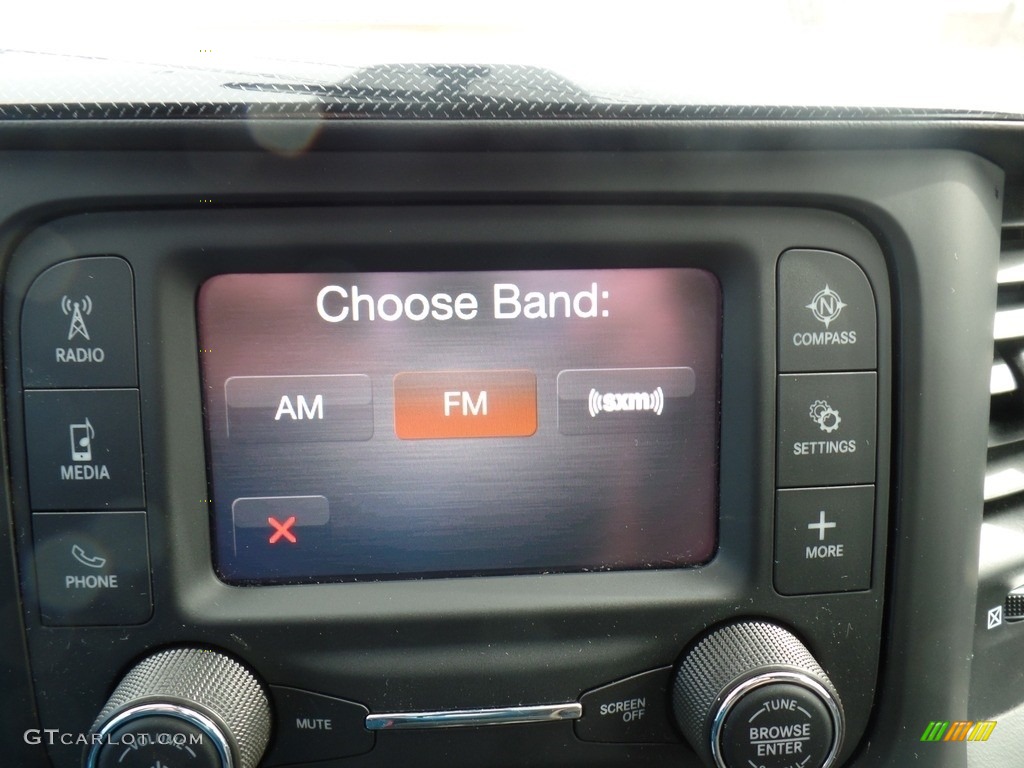 Choose Band:
RADIO
COMPASS
AM
FM
((sxm))
MEDIA
SETTINGS
PHONE
MORE
MUTE
SCREEN
OFF
TUNE
BROWSE
ENTER
VOLUME
GTCARLOT.COM
N